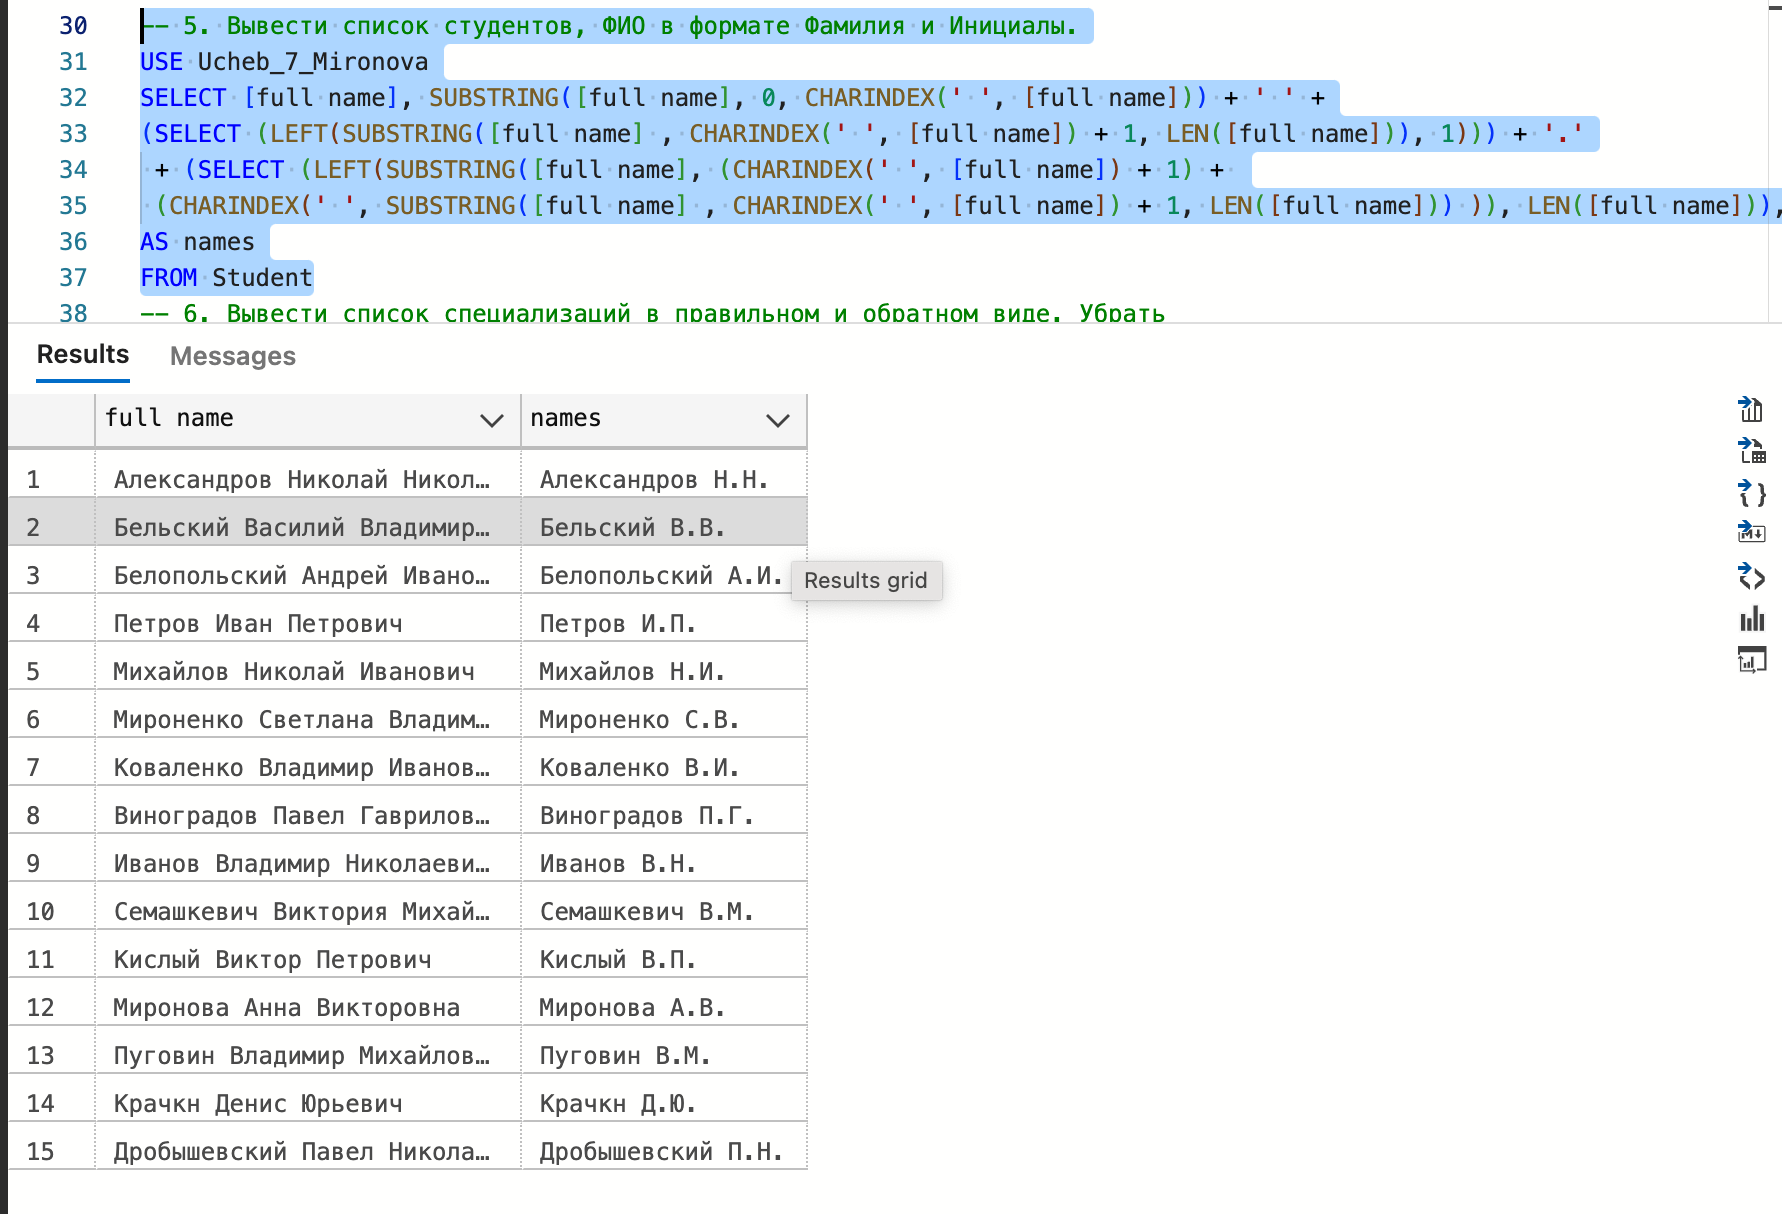 30 -- 5. Вывести список студентов, ФИО в формате Фамилия и Инициалы.
31 USE Ucheb_7_Mironova
32 SELECT [full name], SUBSTRING([full name], 0, CHARINDEX(' ', [full name])) + ' ' +
33 (SELECT (LEFT(SUBSTRING([full name] , CHARINDEX(' ', [full name]) + 1, LEN([full name])), 1))) + '.'
34 + (SELECT (LEFT(SUBSTRING([full name], (CHARINDEX(' ', [full name]) + 1) +
35 (CHARINDEX(' ', SUBSTRING([full name] , CHARINDEX(' ', [full name]) + 1, LEN([full name])) )), LEN([full name])),
36 AS names
37 FROM Student
38 -- 6. Вывести список специализаций в правильном и обратном виде. Убрать
Results Messages
full name names
1 Александров Николай Никол… Александров Н.Н.
2 Бельский Василий Владимир… Бельский В.В.
3 Белопольский Андрей Ивано… Белопольский А.И.
Results grid
4 Петров Иван Петрович Петров И.П.
5 Михайлов Николай Иванович Михайлов Н.И.
6 Мироненко Светлана Владим… Мироненко С.В.
7 Коваленко Владимир Иванов… Коваленко В.И.
8 Виноградов Павел Гаврилов… Виноградов П.Г.
9 Иванов Владимир Николаеви… Иванов В.Н.
10 Семашкевич Виктория Михай… Семашкевич В.М.
11 Кислый Виктор Петрович Кислый В.П.
12 Миронова Анна Викторовна Миронова А.В.
13 Пуговин Владимир Михайлов… Пуговин В.М.
14 Крачкн Денис Юрьевич Крачкн Д.Ю.
15 Дробышевский Павел Никола… Дробышевский П.Н.